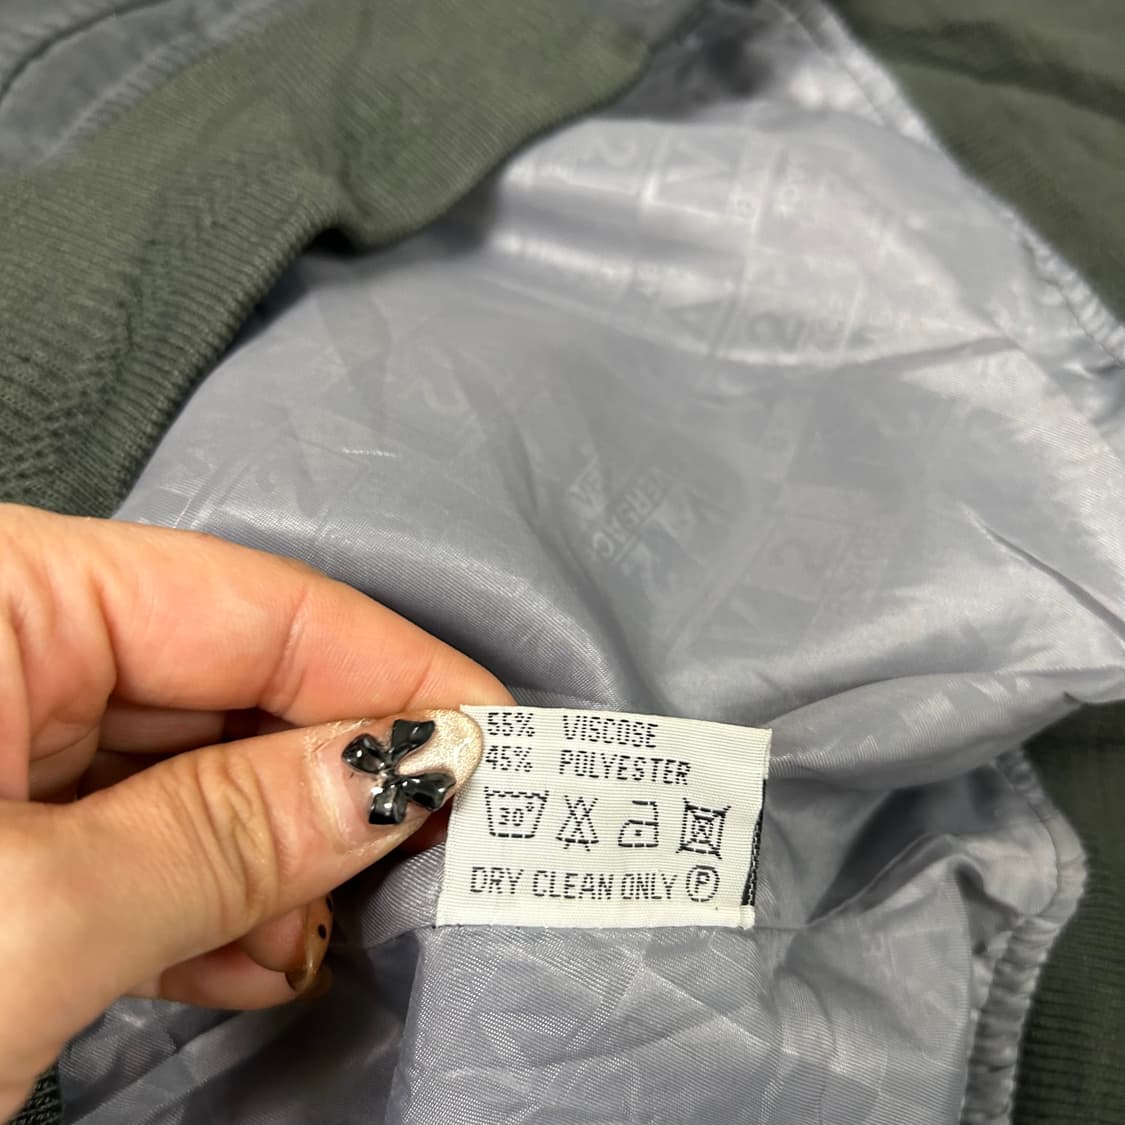 55% VISCOSE
45% POLYESTER
30°
DRY CLEAN ONLY Ⓟ